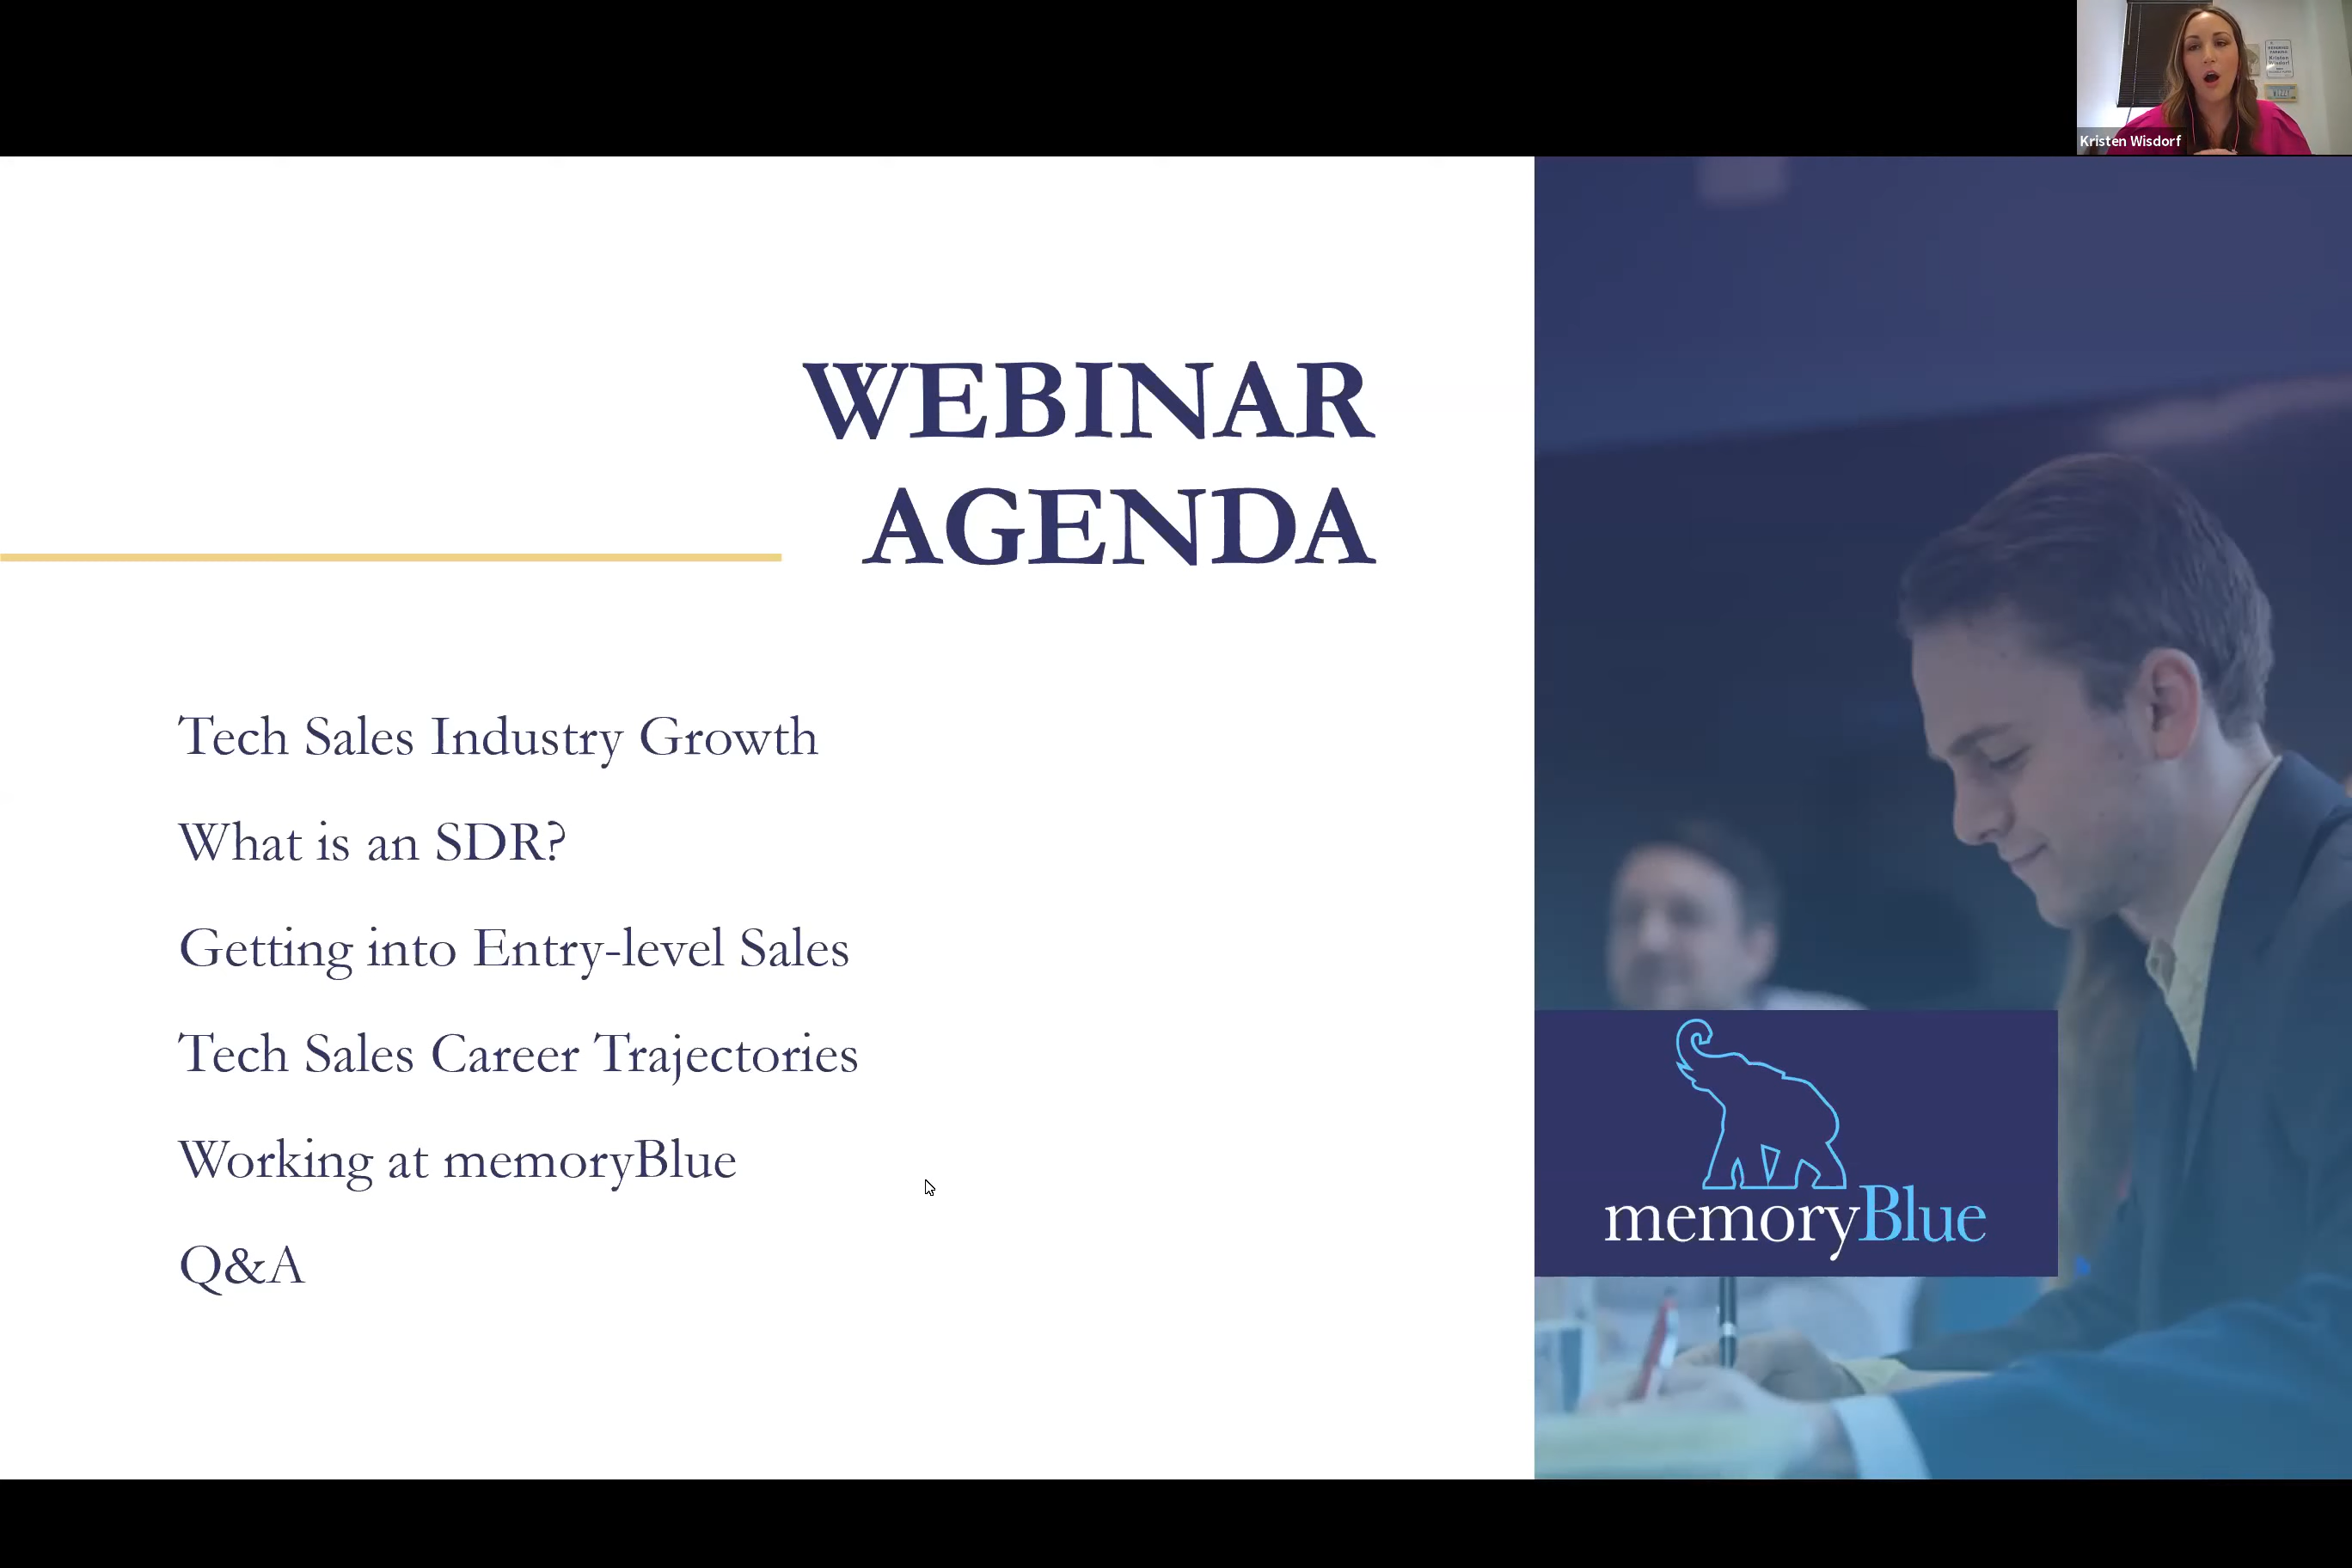 Kristen Wisdorf
WEBINAR
AGENDA
Tech Sales Industry Growth
What is an SDR?
Getting into Entry-level Sales
Tech Sales Career Trajectories
Working at memoryBlue
Q&A
memoryBlue